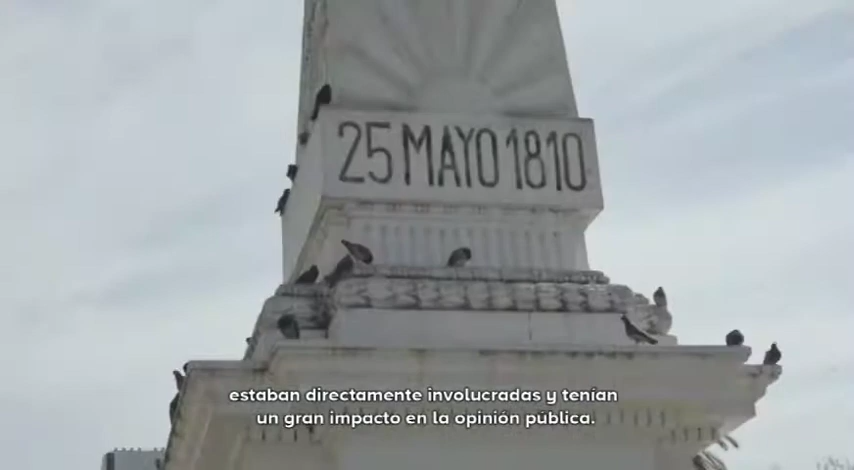 25 MAYO 1810
estaban directamente involucradas y tenían
un gran impacto en la opinión pública.